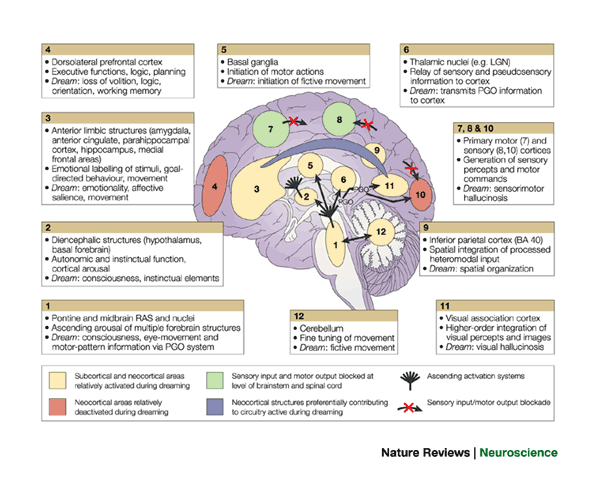 4
• Dorsolateral prefrontal cortex
• Executive functions, logic, planning
• Dream: loss of volition, logic,
orientation, working memory
5
• Basal ganglia
• Initiation of motor actions
• Dream: initiation of fictive movement
6
• Thalamic nuclei (e.g. LGN)
• Relay of sensory and pseudosensory
information to cortex
• Dream: transmits PGO information
to cortex
3
• Anterior limbic structures (amygdala,
anterior cingulate, parahippocampal
cortex, hippocampus, medial
frontal areas)
• Emotional labelling of stimuli, goal-
directed behaviour, movement
• Dream: emotionality, affective
salience, movement
7, 8 & 10
• Primary motor (7) and
sensory (8,10) cortices
• Generation of sensory
percepts and motor
commands
• Dream: sensorimotor
hallucinosis
7
8
9
5
6
11
10
4
3
2
PGO
PGO
1
12
2
• Diencephalic structures (hypothalamus,
basal forebrain)
• Autonomic and instinctual function,
cortical arousal
• Dream: consciousness, instinctual elements
9
• Inferior parietal cortex (BA 40)
• Spatial integration of processed
heteromodal input
• Dream: spatial organization
1
• Pontine and midbrain RAS and nuclei
• Ascending arousal of multiple forebrain structures
• Dream: consciousness, eye-movement and
motor-pattern information via PGO system
12
• Cerebellum
• Fine tuning of movement
• Dream: fictive movement
11
• Visual association cortex
• Higher-order integration of
visual percepts and images
• Dream: visual hallucinosis
Subcortical and neocortical areas
relatively activated during dreaming
Sensory input and motor output blocked at
level of brainstem and spinal cord
Ascending activation systems
Neocortical areas relatively
deactivated during dreaming
Neocortical structures preferentially contributing
to circuitry active during dreaming
Sensory input/motor output blockade
Nature Reviews | Neuroscience